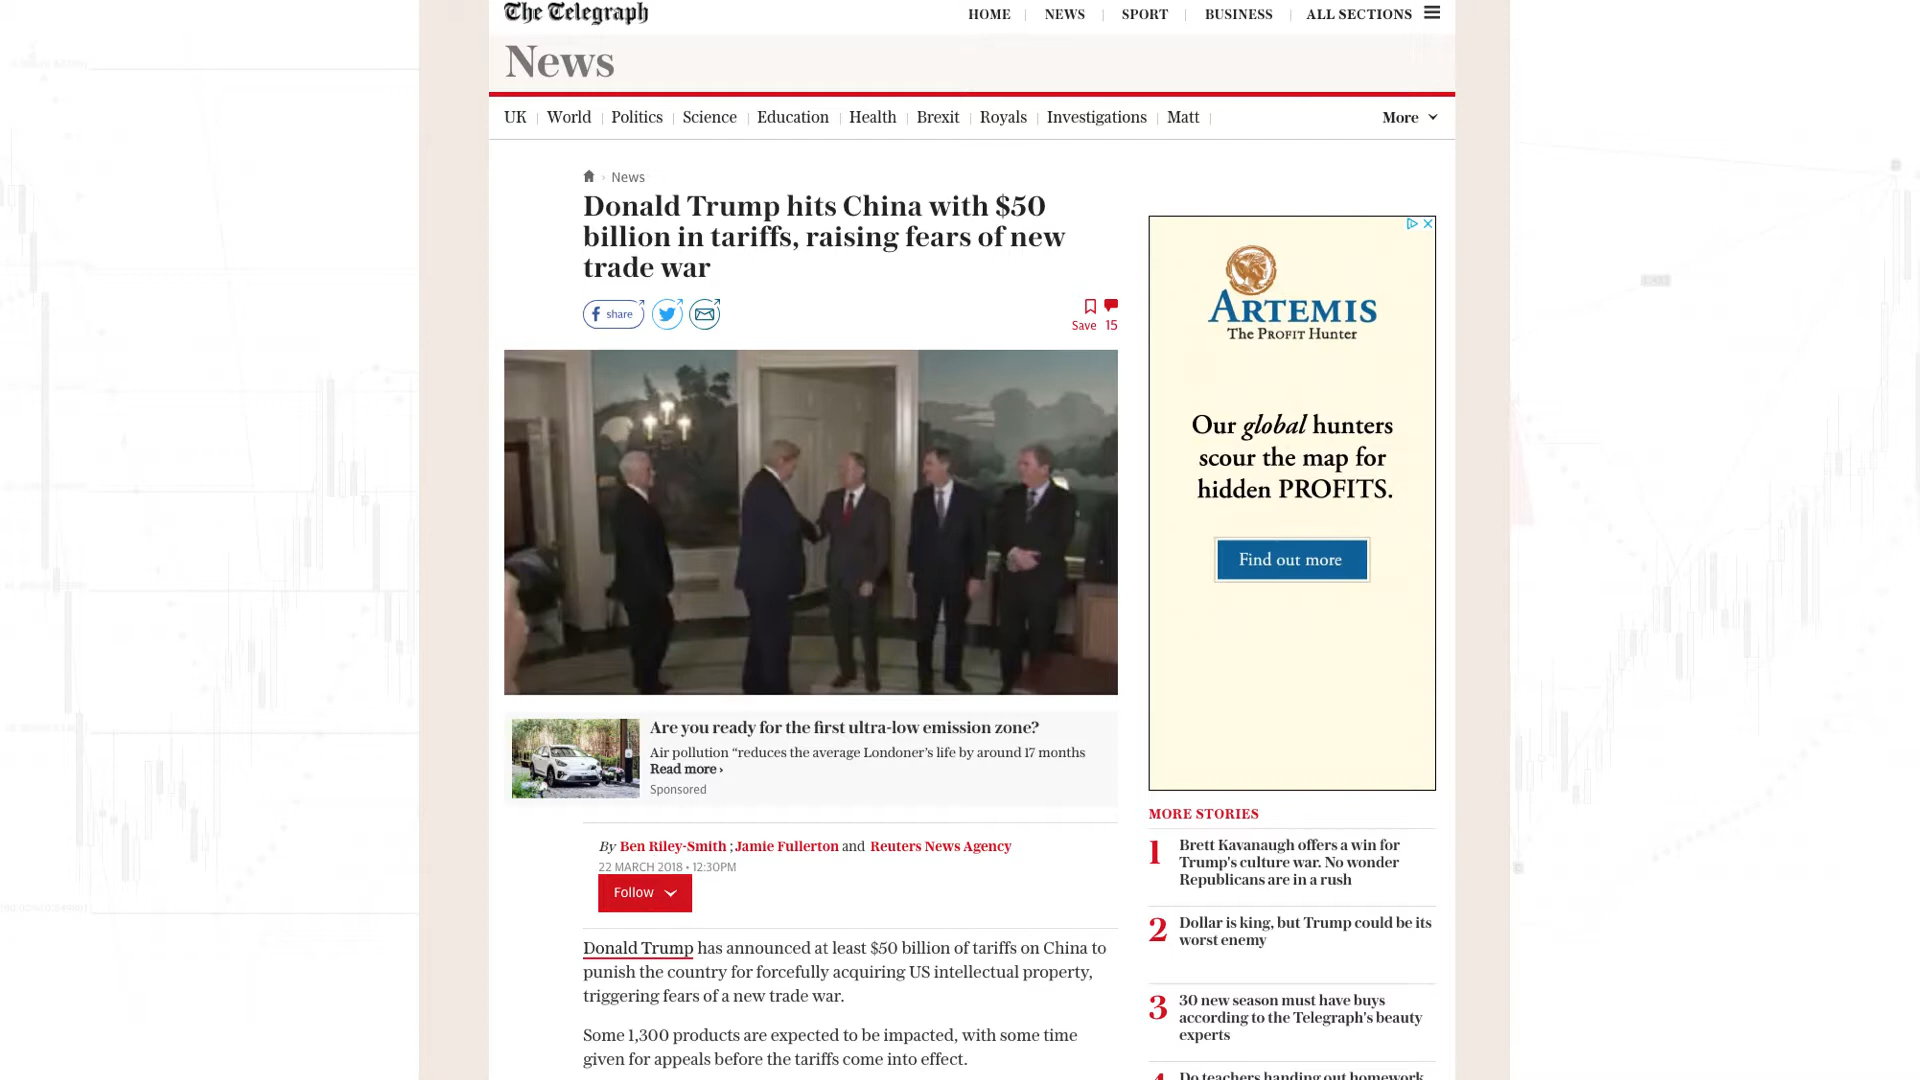 The Telegraph
HOME
NEWS
SPORT
BUSINESS
ALL SECTIONS
News
UK
World
Politics
Science
Education
Health
Brexit
Royals
Investigations
Matt
More
News
Donald Trump hits China with $50
billion in tariffs, raising fears of new
trade war
share
Save 15
ARTEMIS
The PROFIT Hunter
Our global hunters
scour the map for
hidden PROFITS.
Find out more
Are you ready for the first ultra-low emission zone?
Air pollution “reduces the average Londoner’s life by around 17 months
Read more ›
Sponsored
By Ben Riley-Smith ; Jamie Fullerton and Reuters News Agency
22 MARCH 2018 • 12:30PM
Follow
Donald Trump has announced at least $50 billion of tariffs on China to
punish the country for forcefully acquiring US intellectual property,
triggering fears of a new trade war.
Some 1,300 products are expected to be impacted, with some time
given for appeals before the tariffs come into effect.
MORE STORIES
1
Brett Kavanaugh offers a win for
Trump's culture war. No wonder
Republicans are in a rush
2
Dollar is king, but Trump could be its
worst enemy
3
30 new season must have buys
according to the Telegraph's beauty
experts
Do teachers handing out homework